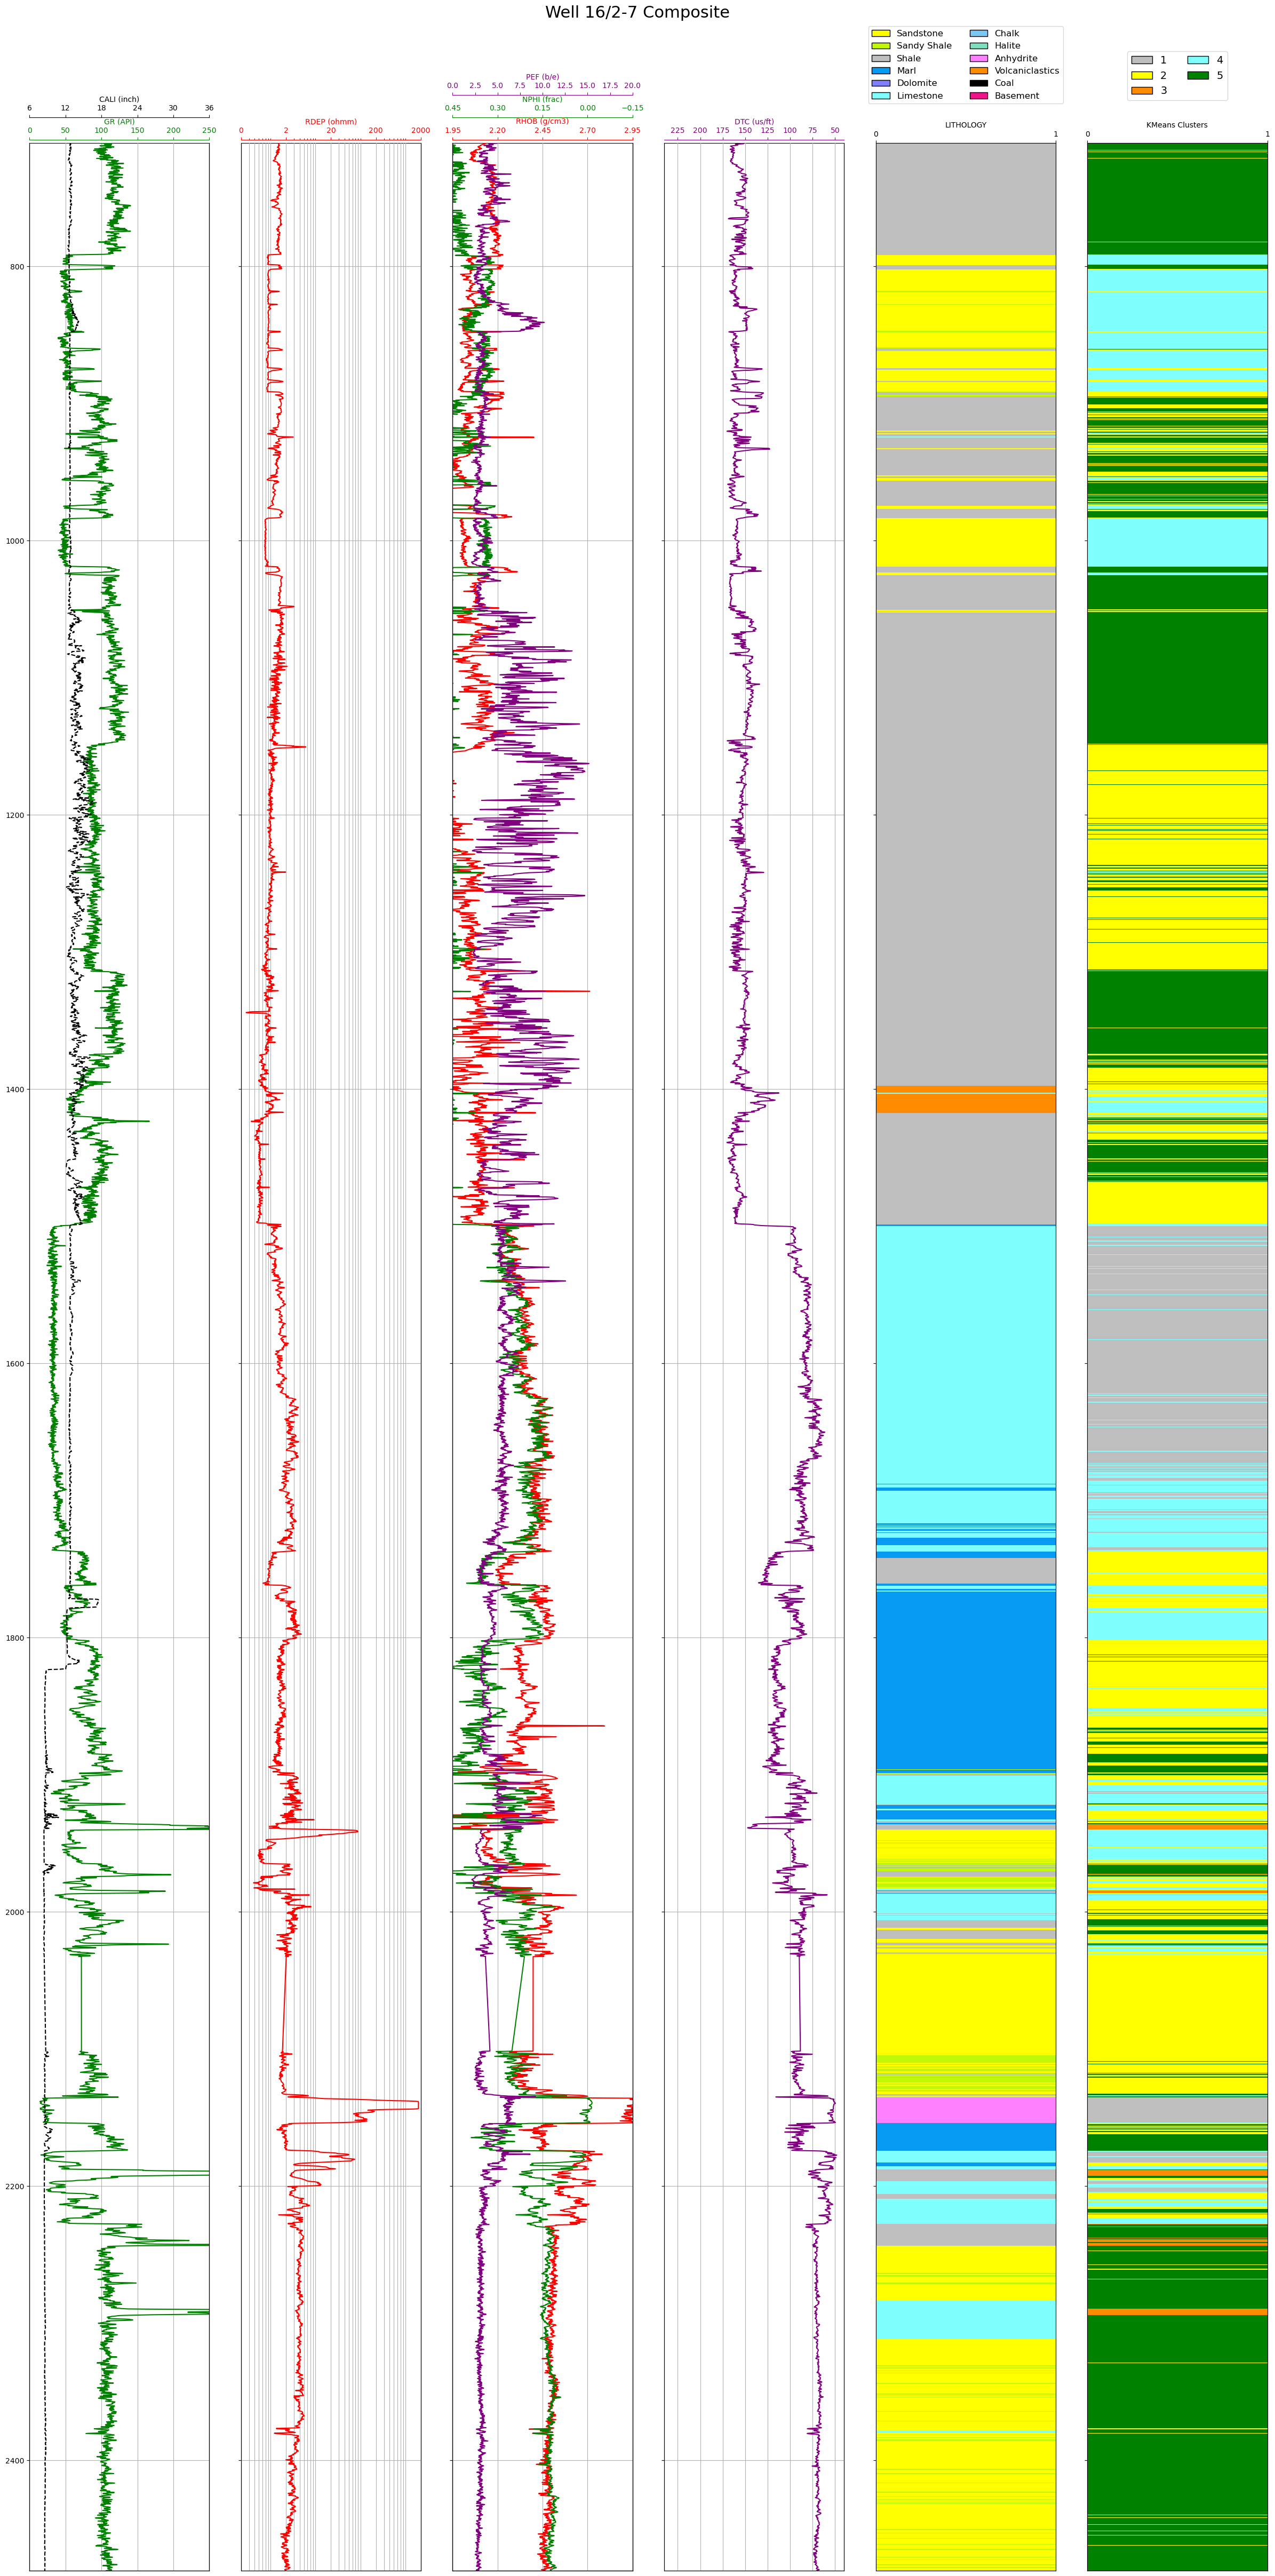 Well 16/2-7 Composite
Sandstone Chalk
Sandy Shale Halite
Shale Anhydrite
Marl Volcaniclastics
Dolomite Coal
Limestone Basement
1 4
2 5
3
PEF (b/e)
0.0 2.5 5.0 7.5 10.0 12.5 15.0 17.5 20.0
CALI (inch)
6 12 18 24 30 36
NPHI (frac)
0.45 0.30 0.15 0.00 −0.15
GR (API)
0 50 100 150 200 250
RDEP (ohmm)
0 2 20 200 2000
RHOB (g/cm3)
1.95 2.20 2.45 2.70 2.95
DTC (us/ft)
225 200 175 150 125 100 75 50
LITHOLOGY
0 1
KMeans Clusters
0 1
800
1000
1200
1400
1600
1800
2000
2200
2400